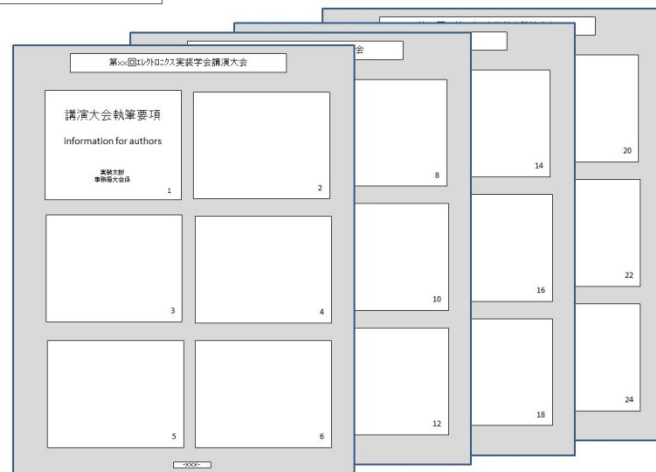 第xx回エレクトロニクス実装学会講演大会
講演大会執筆要項
information for authors
実装太郎
事務局大会係
1
2
3
4
5
6
-xxx-
会
8
10
12
14
16
18
20
22
24